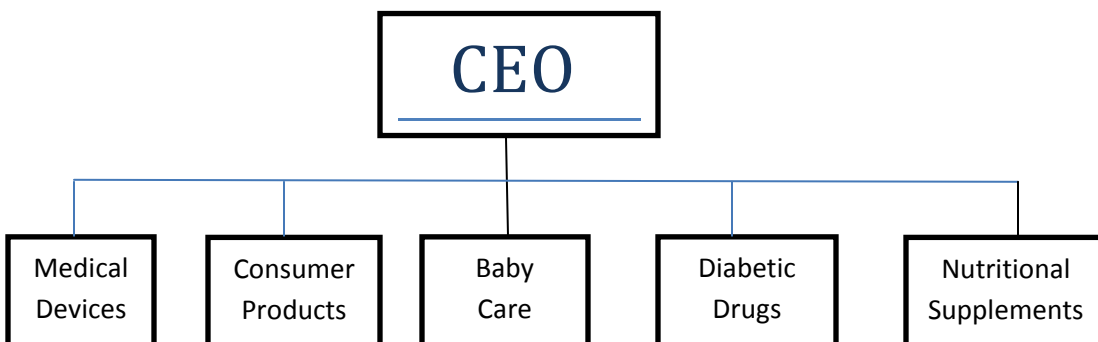 CEO
Medical
Devices
Consumer
Products
Baby
Care
Diabetic
Drugs
Nutritional
Supplements